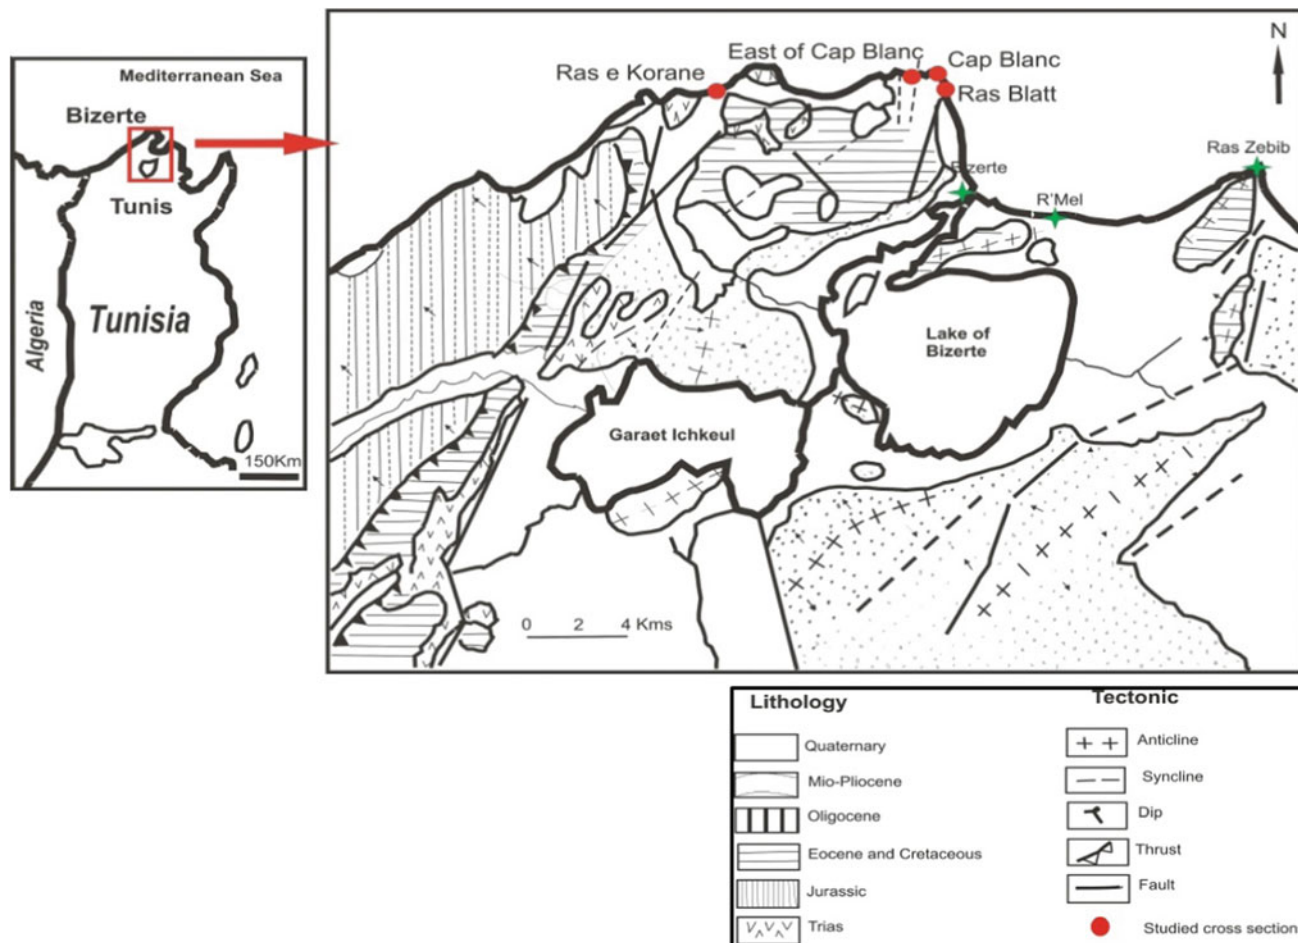 Mediterranean Sea
Bizerte
Tunis
Algeria
Tunisia
150Km
East of Cap Blanc
Cap Blanc
Ras e Korane
Ras Blatt
N
Ras Zebib
Bizerte
R'Mel
Lake of
Bizerte
Garaet Ichkeul
0 2 4 Kms
Lithology
Quaternary
Mio-Pliocene
Oligocene
Eocene and Cretaceous
Jurassic
Trias
Tectonic
Anticline
Syncline
Dip
Thrust
Fault
Studied cross section